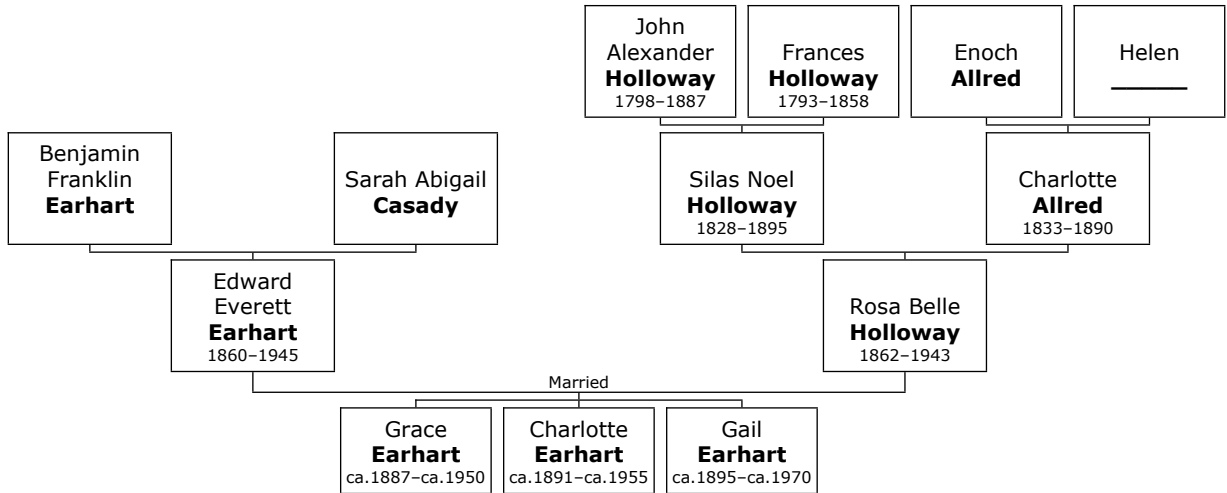 John
Alexander
Holloway
1798–1887
Frances
Holloway
1793–1858
Enoch
Allred
Helen
______
Benjamin
Franklin
Earhart
Sarah Abigail
Casady
Silas Noel
Holloway
1828–1895
Charlotte
Allred
1833–1890
Edward
Everett
Earhart
1860–1945
Rosa Belle
Holloway
1862–1943
Married
Grace
Earhart
ca.1887–ca.1950
Charlotte
Earhart
ca.1891–ca.1955
Gail
Earhart
ca.1895–ca.1970